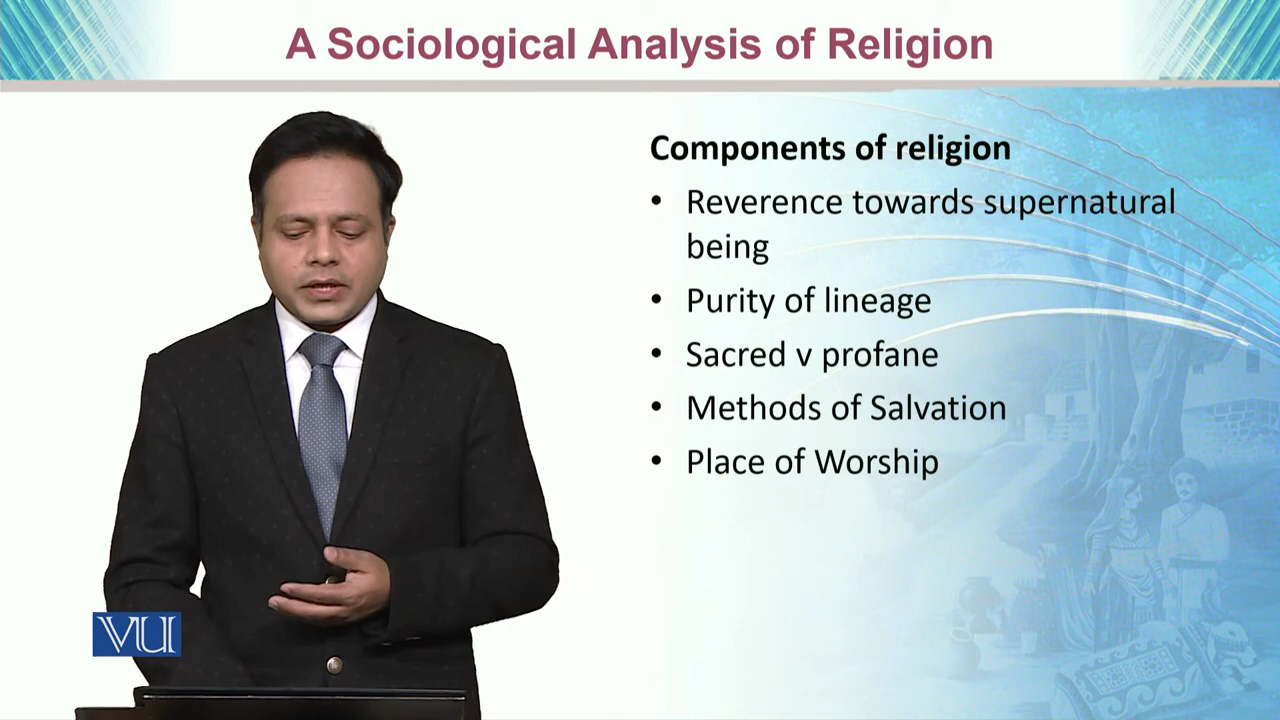 A Sociological Analysis of Religion
Components of religion
• Reverence towards supernatural
being
• Purity of lineage
• Sacred v profane
• Methods of Salvation
• Place of Worship
VU